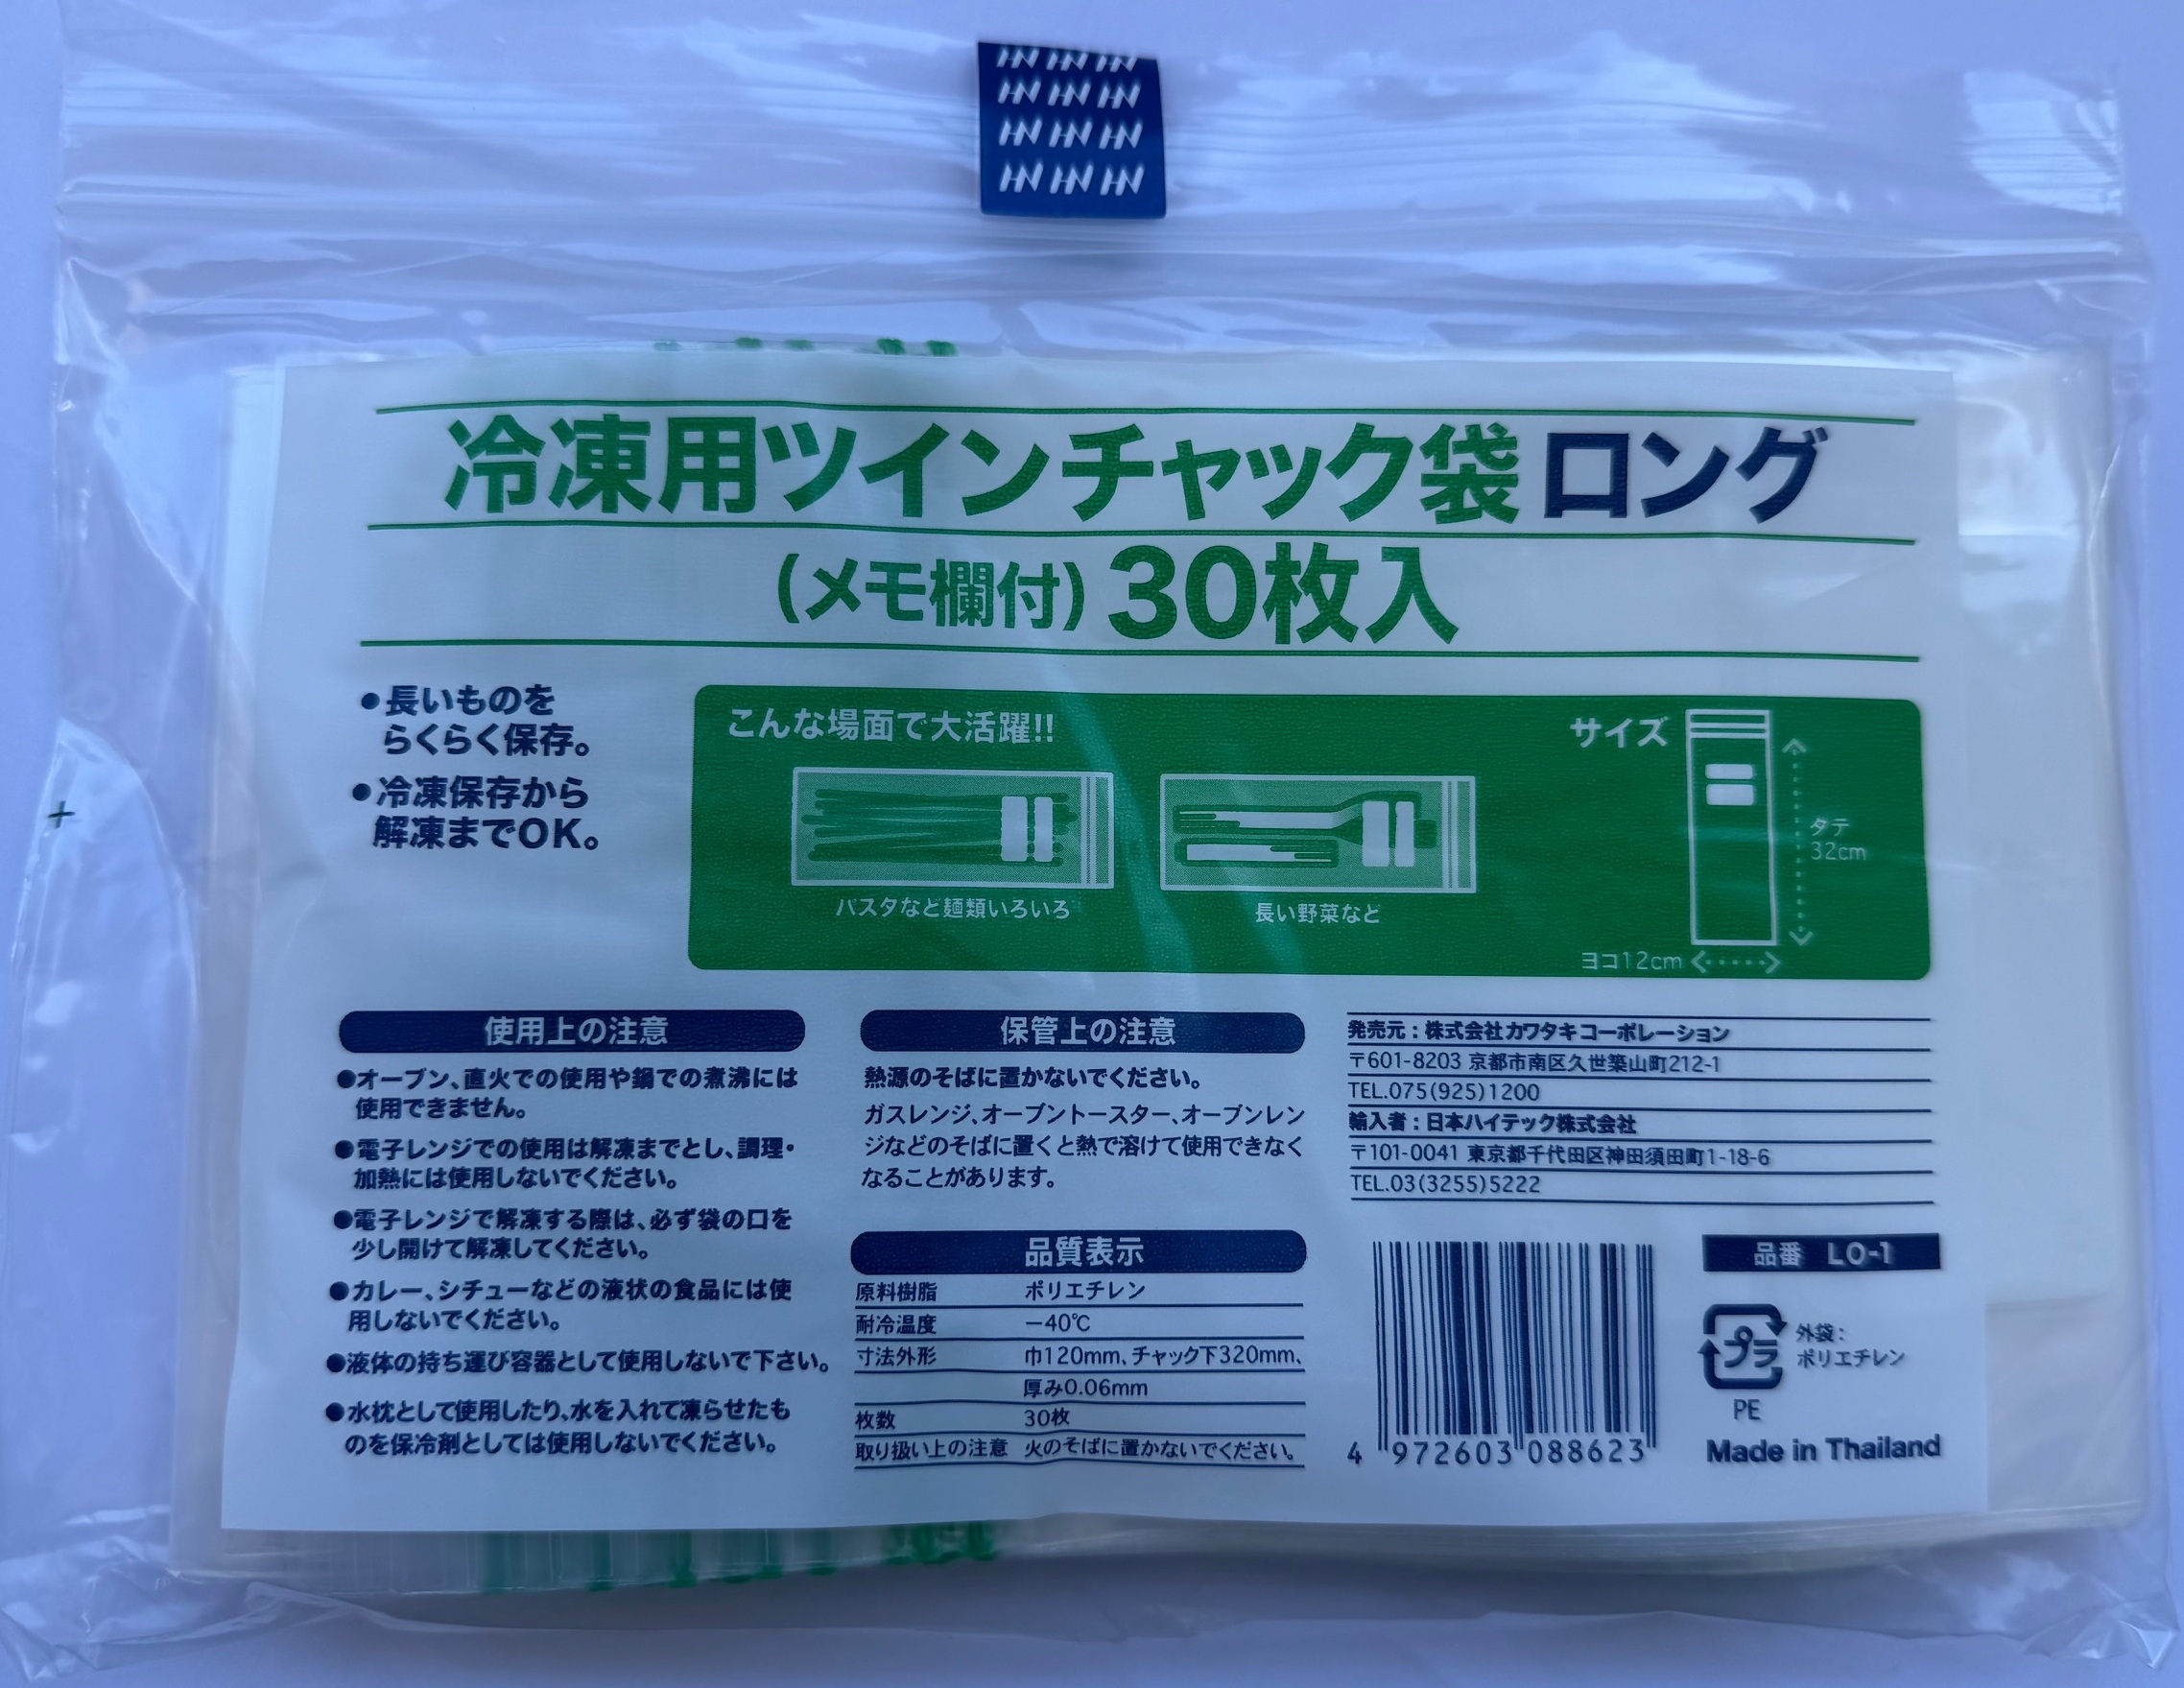 HN HN HN
HN HN HN
HN HN HN
HN HN HN
冷凍用ツインチャック袋 ロング
(メモ欄付) 30枚入
●長いものを
らくらく保存。
●冷凍保存から
解凍までOK。
こんな場面で大活躍!!
パスタなど麺類いろいろ
長い野菜など
サイズ
タテ
32cm
ヨコ12cm
使用上の注意
●オーブン、直火での使用や鍋での煮沸には
使用できません。
●電子レンジでの使用は解凍までとし、調理・
加熱には使用しないでください。
●電子レンジで解凍する際は、必ず袋の口を
少し開けて解凍してください。
●カレー、シチューなどの液状の食品には使
用しないでください。
●液体の持ち運び容器として使用しないで下さい。
●水枕として使用したり、水を入れて凍らせたも
のを保冷剤としては使用しないでください。
保管上の注意
熱源のそばに置かないでください。
ガスレンジ、オーブントースター、オーブンレン
ジなどのそばに置くと熱で溶けて使用できなく
なることがあります。
品質表示
原料樹脂 ポリエチレン
耐冷温度 −40℃
寸法外形 巾120mm、チャック下320mm、
厚み0.06mm
枚数 30枚
取り扱い上の注意 火のそばに置かないでください。
発売元:株式会社カワタキコーポレーション
〒601-8203 京都市南区久世築山町212-1
TEL.075(925)1200
輸入者:日本ハイテック株式会社
〒101-0041 東京都千代田区神田須田町1-18-6
TEL.03(3255)5222
4 972603 088623
品番 LO-1
プラ
外袋:
ポリエチレン
PE
Made in Thailand